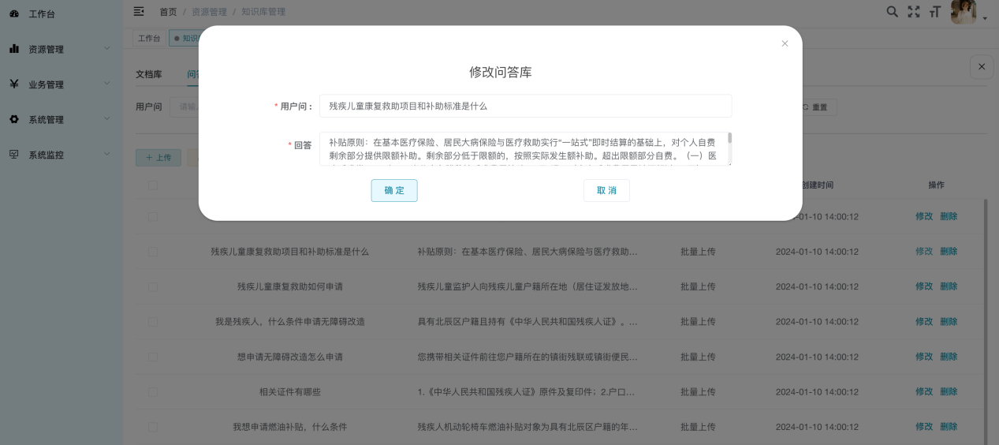 工作台
首页 / 资源管理 / 知识库管理
工作台
知识
资源管理
业务管理
系统管理
系统监控
文档库
问
用户问
请输
重置
+ 上传
修改问答库
* 用户问：
残疾儿童康复救助项目和补助标准是什么
* 回答
补贴原则：在基本医疗保险、居民大病保险与医疗救助实行“一站式”即时结算的基础上，对个人自费
剩余部分提供限额补助。剩余部分低于限额的，按照实际发生额补助。超出限额部分自费。（一）医
确 定
取 消
创建时间 操作
-01-10 14:00:12 修改 删除
残疾儿童康复救助项目和补助标准是什么 补贴原则：在基本医疗保险、居民大病保险与医疗救助... 批量上传 2024-01-10 14:00:12 修改 删除
残疾儿童康复救助如何申请 残疾儿童监护人向残疾儿童户籍所在地（居住证发放地... 批量上传 2024-01-10 14:00:12 修改 删除
我是残疾人，什么条件申请无障碍改造 具有北辰区户籍且持有《中华人民共和国残疾人证》。... 批量上传 2024-01-10 14:00:12 修改 删除
想申请无障碍改造怎么申请 您携带相关证件前往您户籍所在的镇街残联或镇街便民... 批量上传 2024-01-10 14:00:12 修改 删除
相关证件有哪些 1.《中华人民共和国残疾人证》原件及复印件；2.户口... 批量上传 2024-01-10 14:00:12 修改 删除
我想申请燃油补贴，什么条件 残疾人机动轮椅车燃油补贴对象为具有北辰区户籍的年... 批量上传 2024-01-10 14:00:12 修改 删除